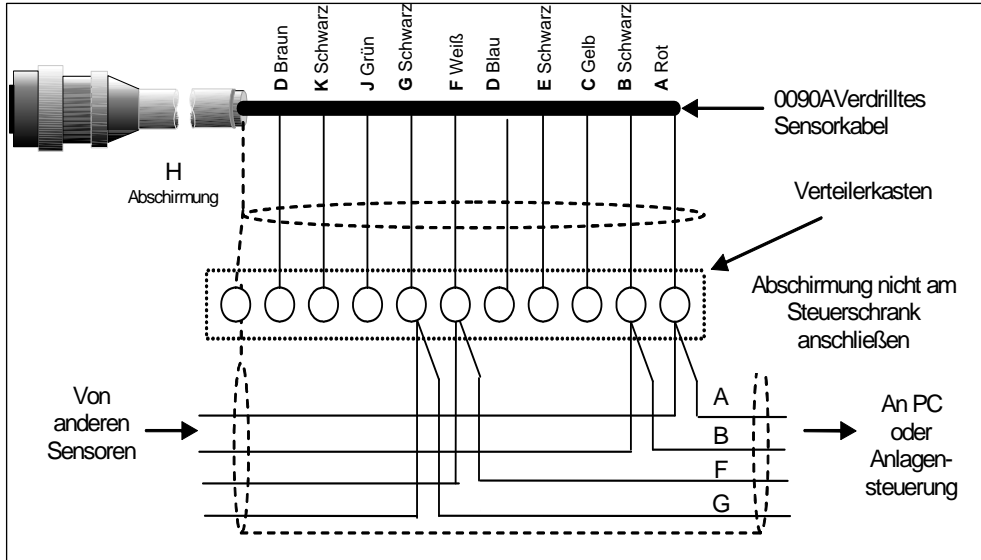 D Braun
K Schwarz
J Grün
G Schwarz
F Weiß
D Blau
E Schwarz
C Gelb
B Schwarz
A Rot
0090AVerdrilltes
Sensorkabel
H
Abschirmung
Verteilerkasten
Abschirmung nicht am
Steuerschrank
anschließen
Von
anderen
Sensoren
A
B
F
G
An PC
oder
Anlagen-
steuerung